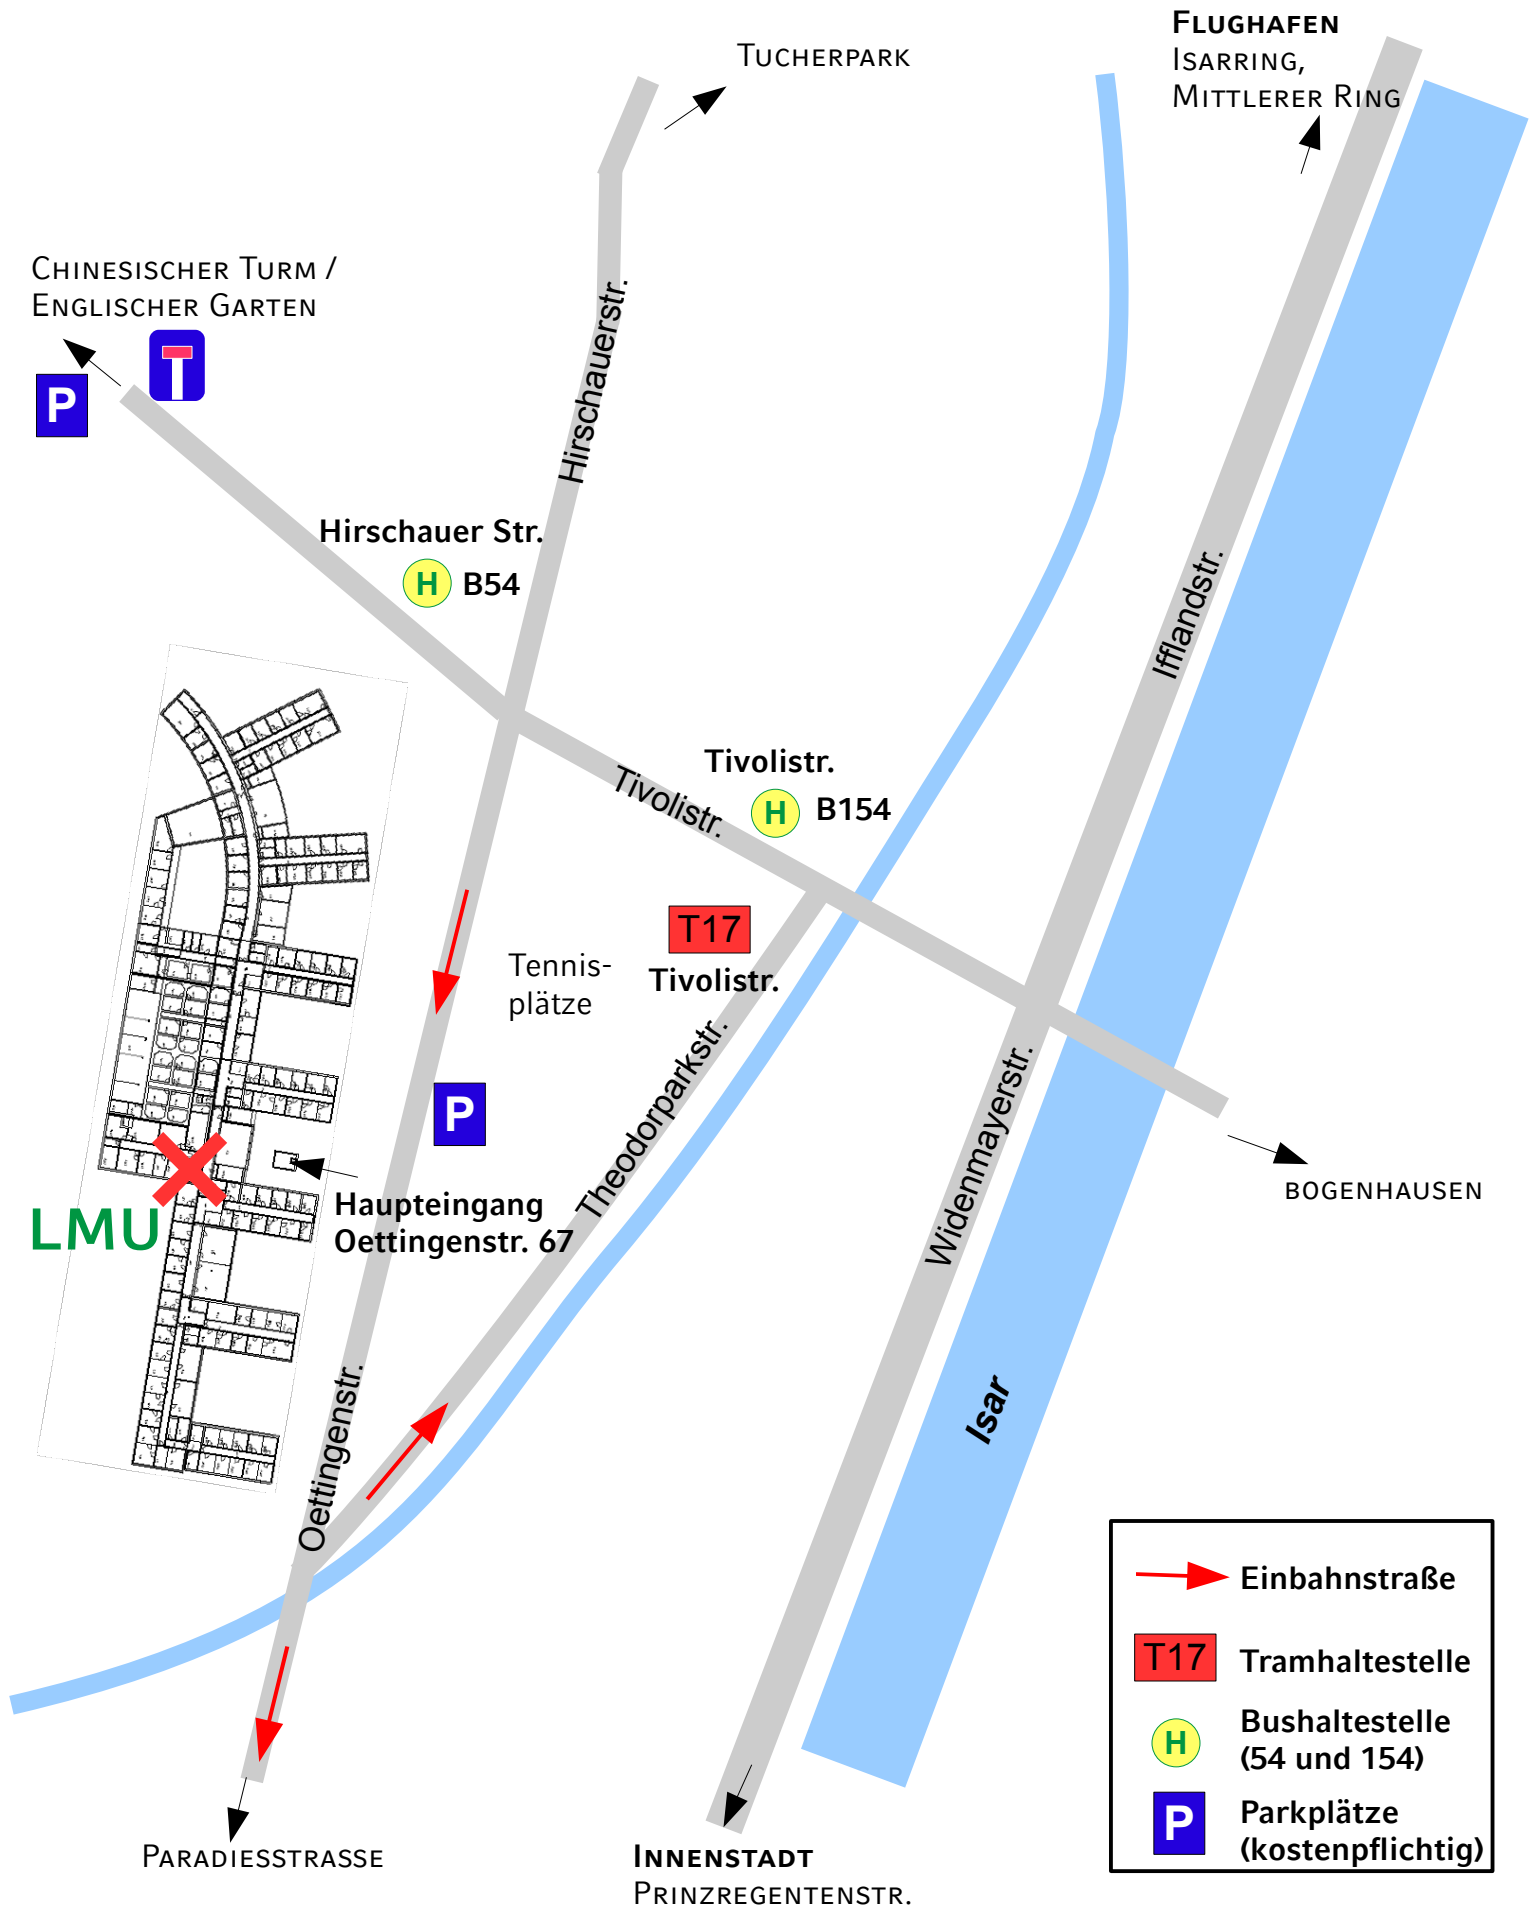 FLUGHAFEN
ISARRING,
MITTLERER RING
TUCHERPARK
CHINESISCHER TURM /
ENGLISCHER GARTEN
P
Hirschauerstr.
Hirschauer Str.
H B54
Ifflandstr.
Tivolistr.
Tivolistr.
H B154
T17
Tivolistr.
Tennis-
plätze
P
Theodorparkstr.
Widenmayerstr.
BOGENHAUSEN
Haupteingang
Oettingenstr. 67
LMU
Oettingenstr.
Isar
PARADIESSTRASSE
INNENSTADT
PRINZREGENTENSTR.
Einbahnstraße
T17 Tramhaltestelle
H Bushaltestelle
(54 und 154)
P Parkplätze
(kostenpflichtig)